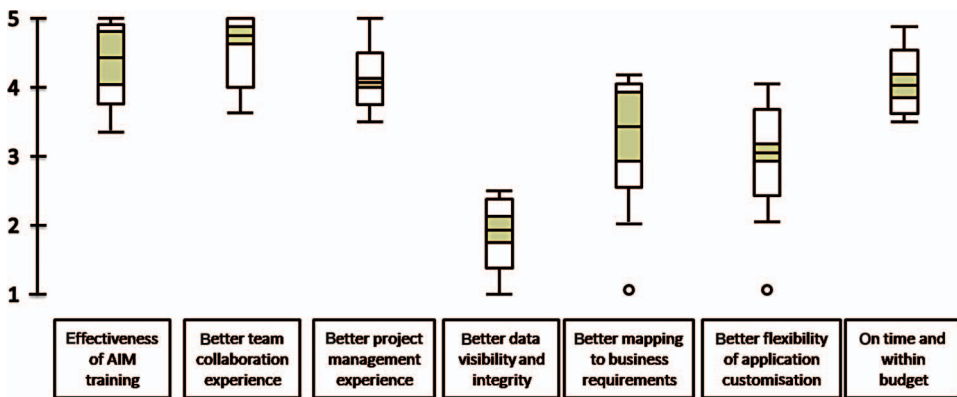 5
4
3
2
1
Effectiveness
of AIM
training
Better team
collaboration
experience
Better project
management
experience
Better data
visibility and
integrity
Better mapping
to business
requirements
Better flexibility
of application
customisation
On time and
within
budget